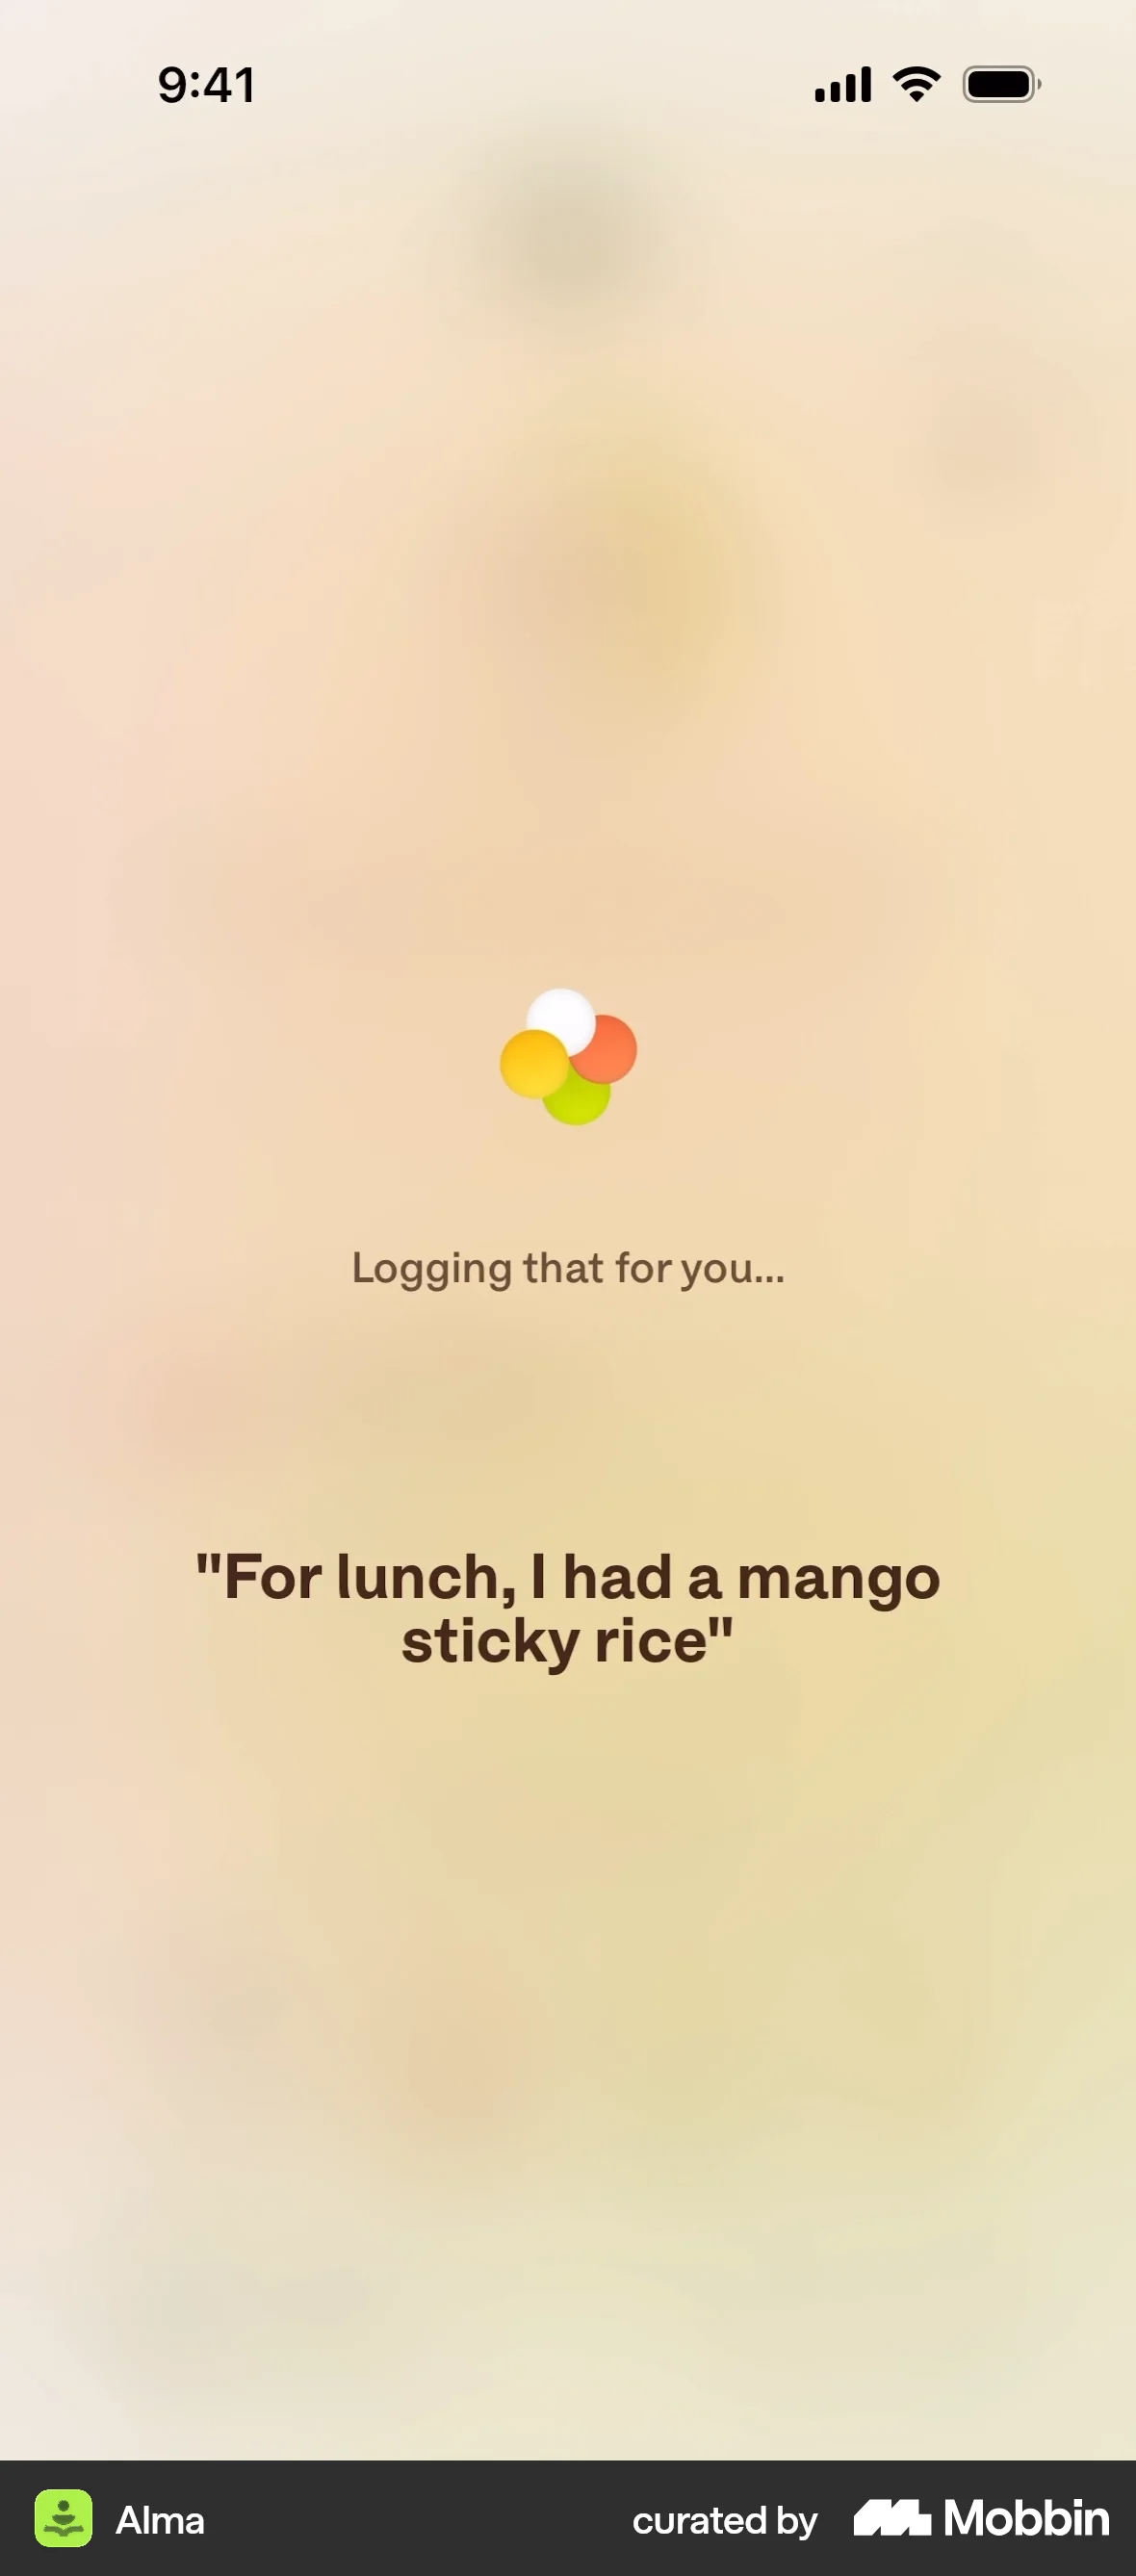 9:41
Logging that for you...
"For lunch, I had a mango
sticky rice"
Alma
curated by
Mobbin